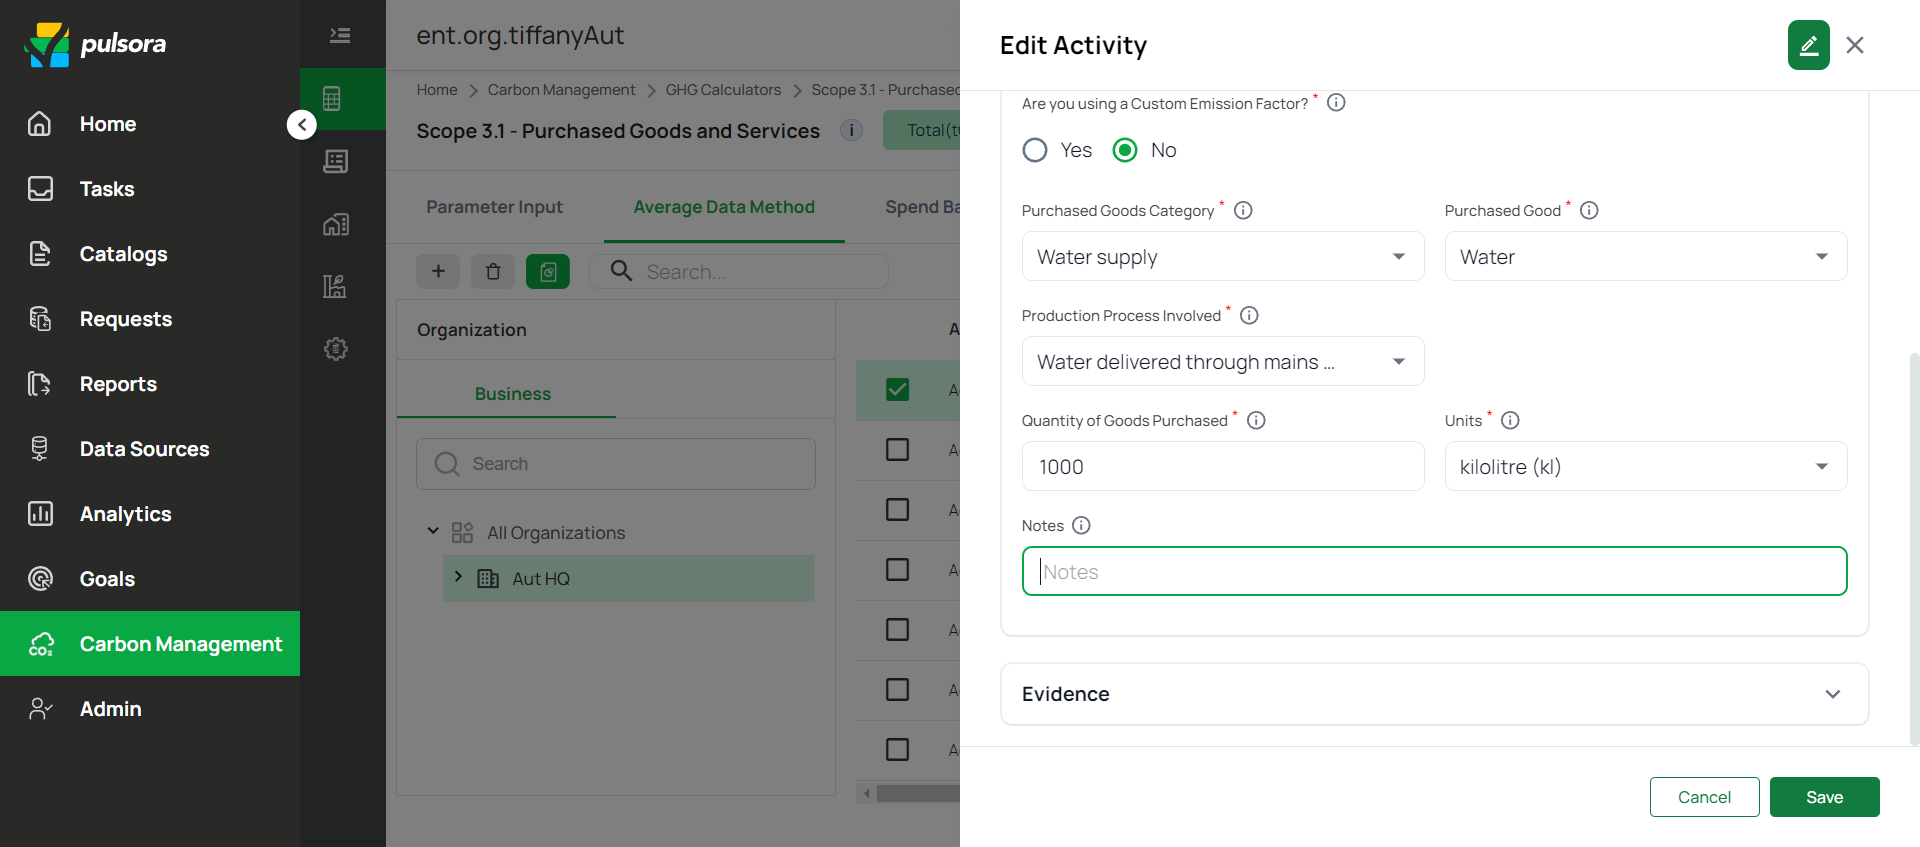 pulsora
Home
Tasks
Catalogs
Requests
Reports
Data Sources
Analytics
Goals
Carbon Management
Admin
ent.org.tiffanyAut
Home > Carbon Management > GHG Calculators > Scope 3.1 - Purchased
Scope 3.1 - Purchased Goods and Services i Total(t
Parameter Input Average Data Method Spend Ba
+ Search...
Organization
Business
Search
All Organizations
Aut HQ
A
A
A
A
A
A
A
A
Edit Activity
Are you using a Custom Emission Factor? *
Yes No
Purchased Goods Category * Purchased Good *
Water supply Water
Production Process Involved *
Water delivered through mains ...
Quantity of Goods Purchased * Units *
1000 kilolitre (kl)
Notes
Notes
Evidence
Cancel Save